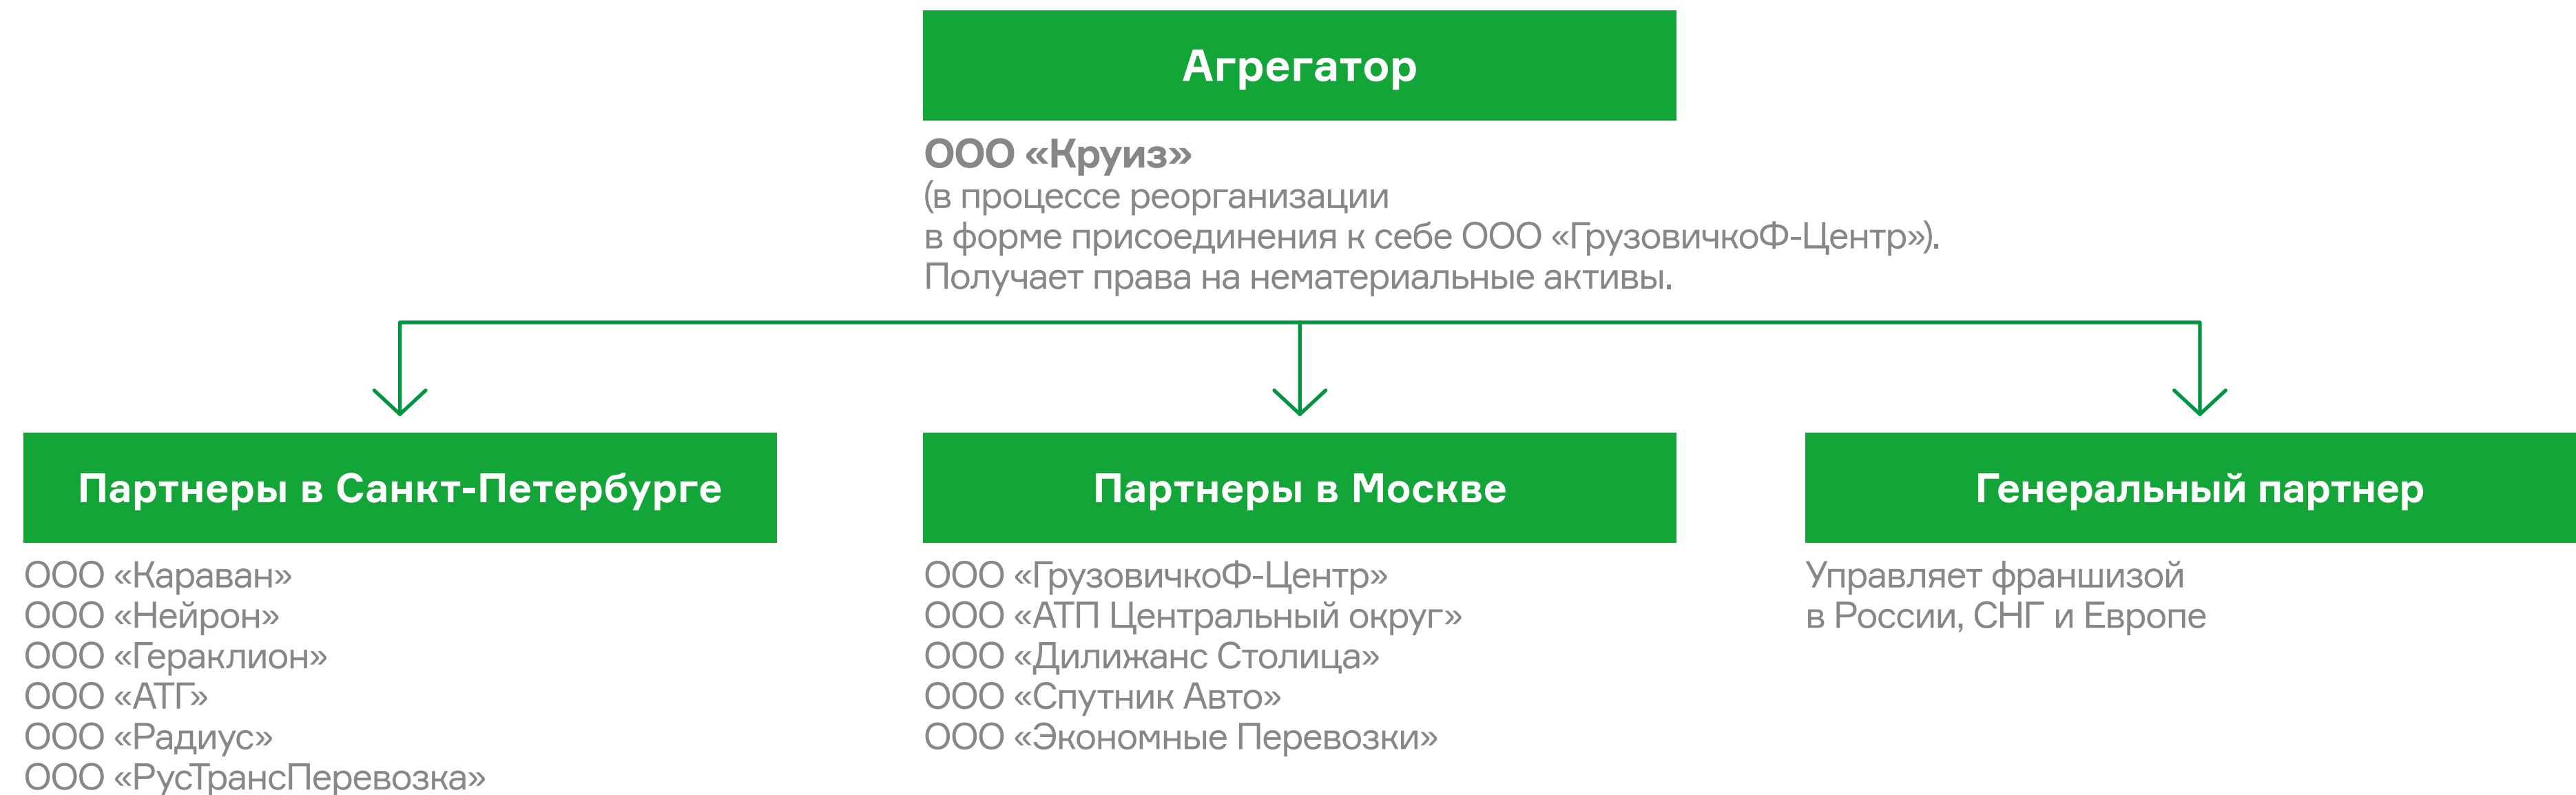 Агрегатор
ООО «Круиз»
(в процессе реорганизации
в форме присоединения к себе ООО «ГрузовичкоФ-Центр»).
Получает права на нематериальные активы.
Партнеры в Санкт-Петербурге
ООО «Караван»
ООО «Нейрон»
ООО «Гераклион»
ООО «АТГ»
ООО «Радиус»
ООО «РусТрансПеревозка»
Партнеры в Москве
ООО «ГрузовичкоФ-Центр»
ООО «АТП Центральный округ»
ООО «Дилижанс Столица»
ООО «Спутник Авто»
ООО «Экономные Перевозки»
Генеральный партнер
Управляет франшизой
в России, СНГ и Европе